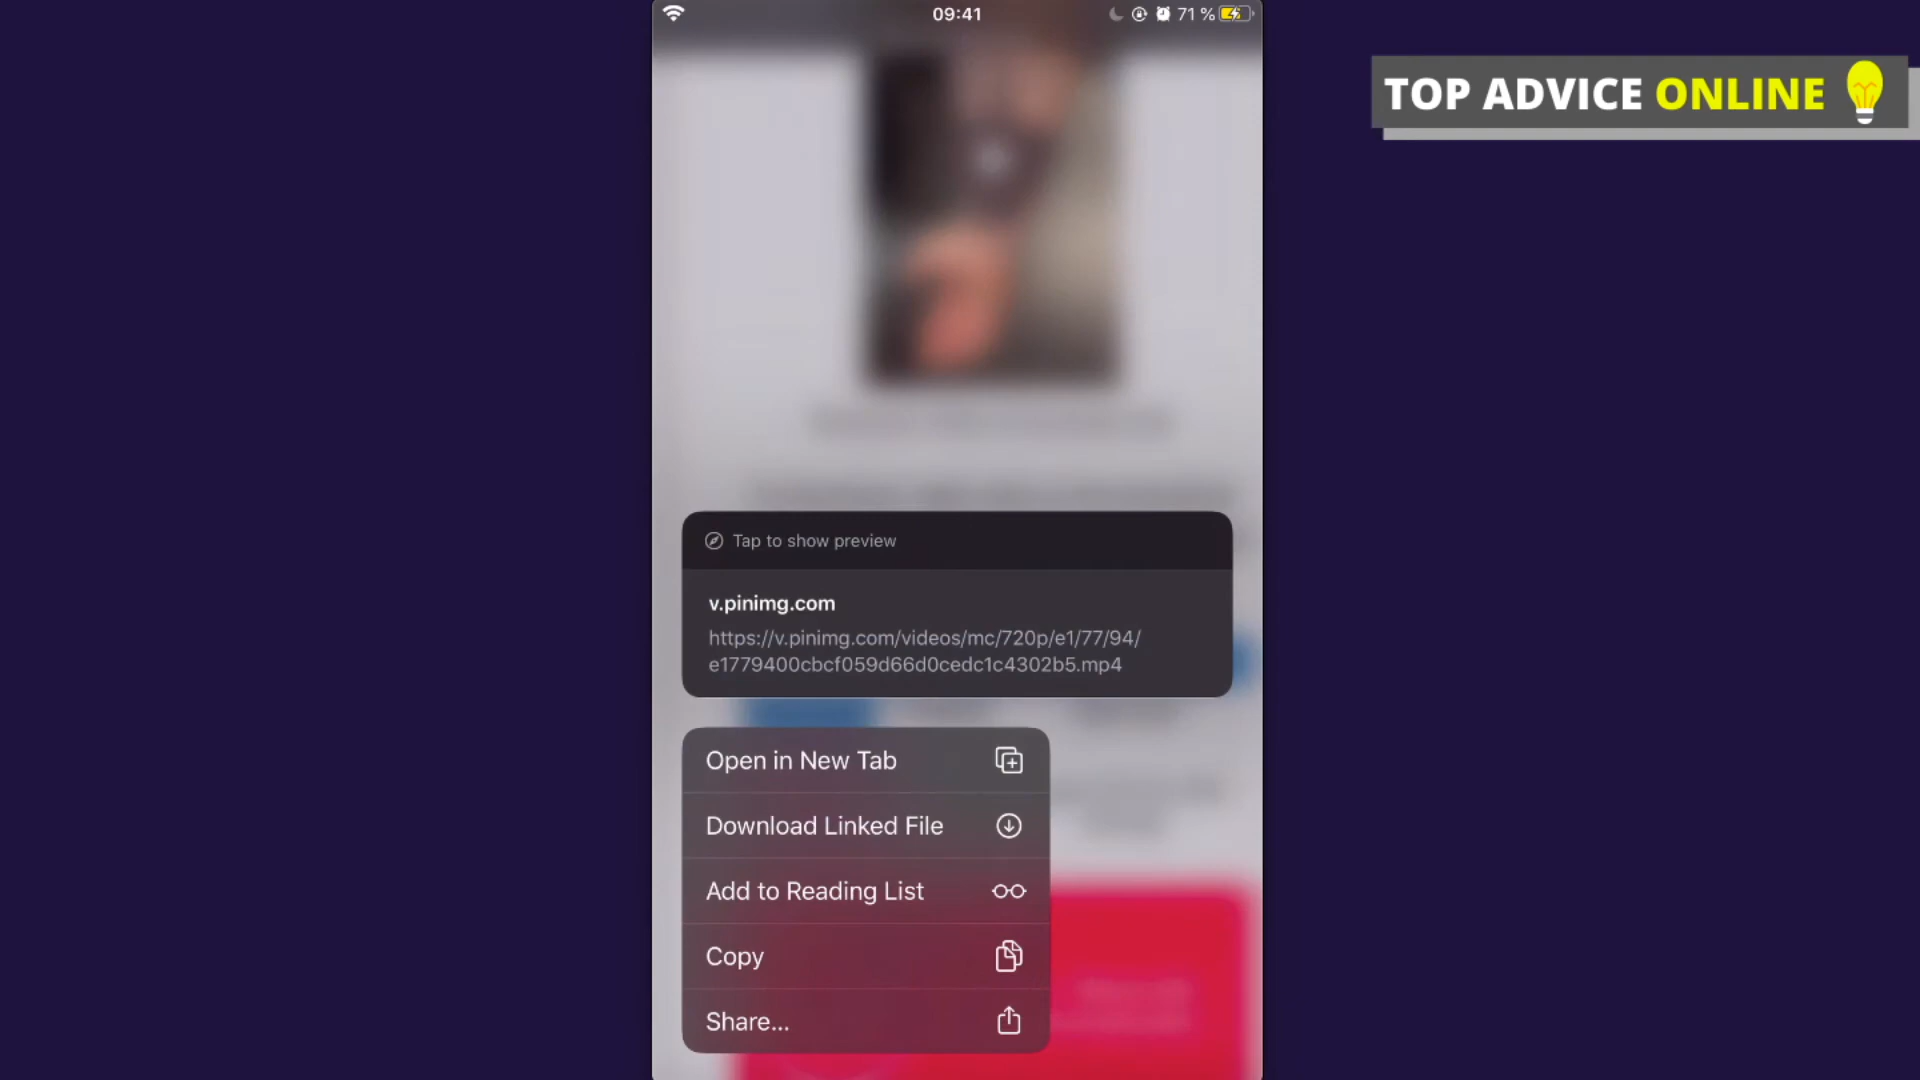 09:41
71 %
TOP ADVICE ONLINE
Tap to show preview
v.pinimg.com
https://v.pinimg.com/videos/mc/720p/e1/77/94/
e1779400cbcf059d66d0cedc1c4302b5.mp4
Open in New Tab
Download Linked File
Add to Reading List
Copy
Share...